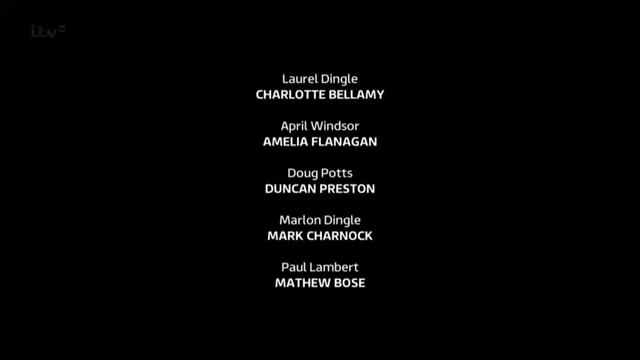 itv
Laurel Dingle
CHARLOTTE BELLAMY
April Windsor
AMELIA FLANAGAN
Doug Potts
DUNCAN PRESTON
Marlon Dingle
MARK CHARNOCK
Paul Lambert
MATHEW BOSE